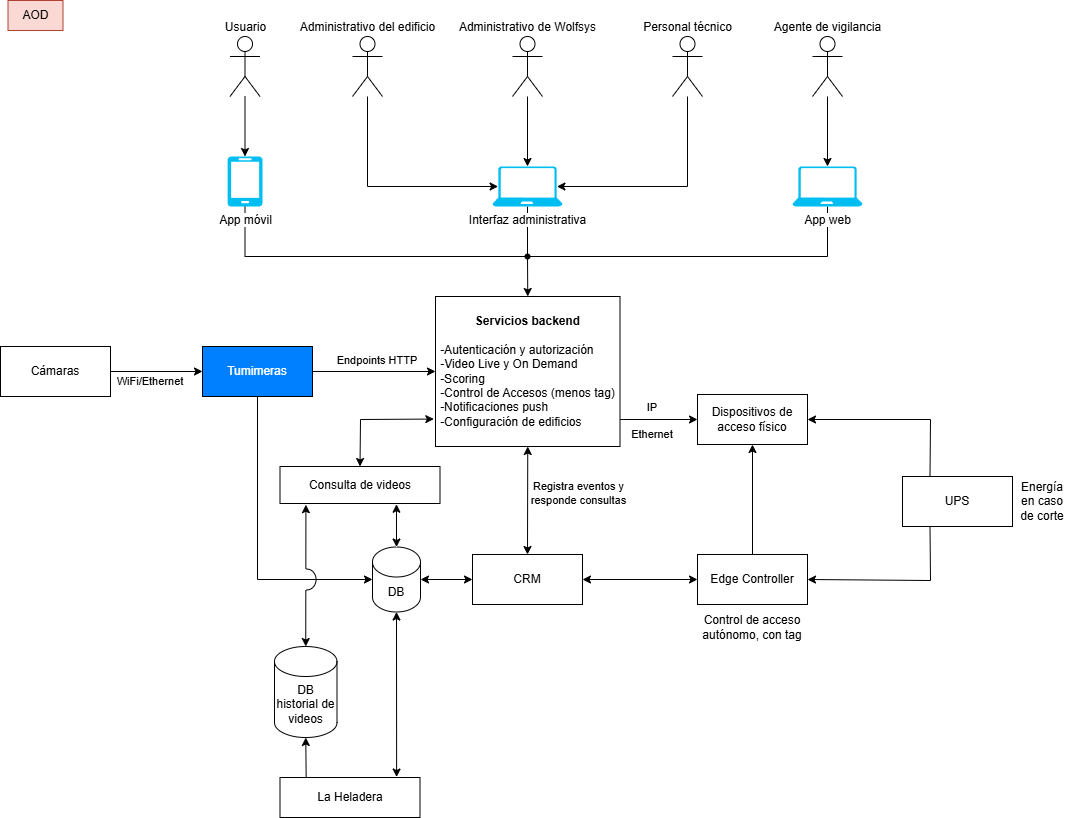 AOD
Usuario
Administrativo del edificio
Administrativo de Wolfsys
Personal técnico
Agente de vigilancia
App móvil
Interfaz administrativa
App web
Servicios backend
-Autenticación y autorización
-Video Live y On Demand
-Scoring
-Control de Accesos (menos tag)
-Notificaciones push
-Configuración de edificios
Cámaras
WiFi/Ethernet
Tumimeras
Endpoints HTTP
IP
Ethernet
Dispositivos de
acceso físico
Consulta de videos
Registra eventos y
responde consultas
UPS
Energía
en caso
de corte
DB
CRM
Edge Controller
Control de acceso
autónomo, con tag
DB
historial de
videos
La Heladera